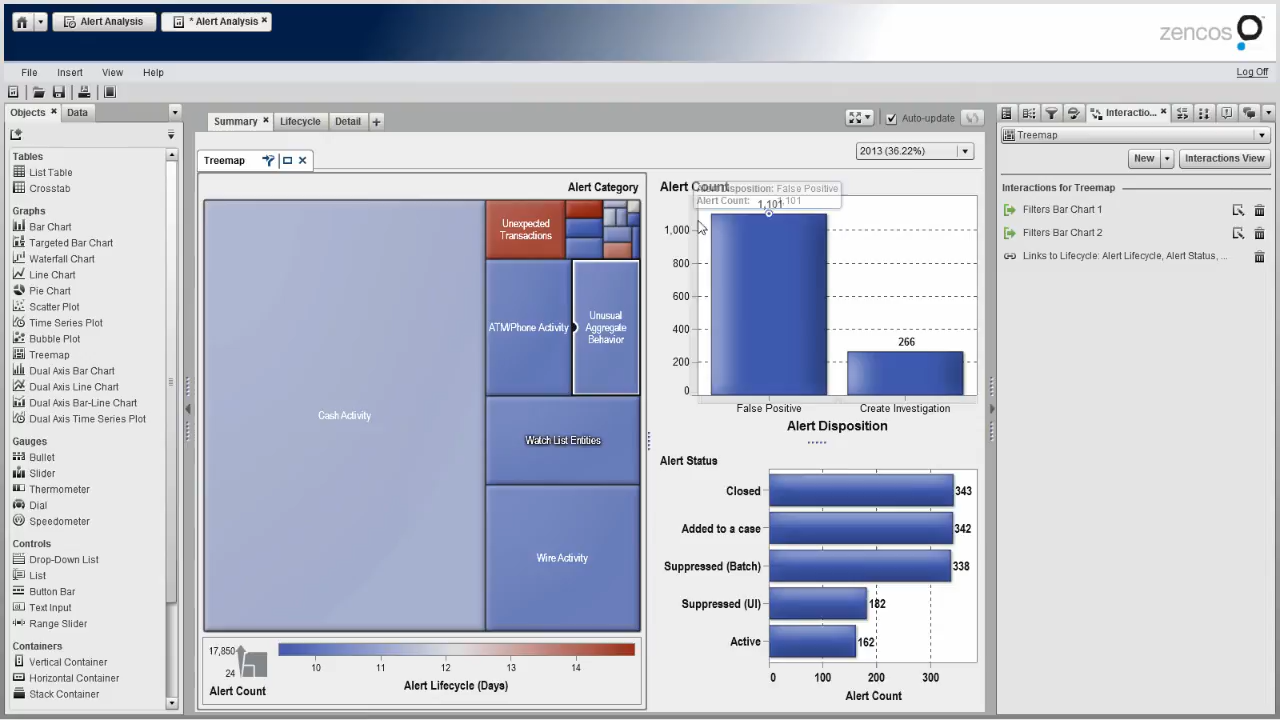 Alert Analysis
* Alert Analysis
zencos
File Insert View Help
Log Off
Objects
Data
Tables
List Table
Crosstab
Graphs
Bar Chart
Targeted Bar Chart
Waterfall Chart
Line Chart
Pie Chart
Scatter Plot
Time Series Plot
Bubble Plot
Treemap
Dual Axis Bar Chart
Dual Axis Line Chart
Dual Axis Bar-Line Chart
Dual Axis Time Series Plot
Gauges
Bullet
Slider
Thermometer
Dial
Speedometer
Controls
Drop-Down List
List
Button Bar
Text Input
Range Slider
Containers
Vertical Container
Horizontal Container
Stack Container
Summary
Lifecycle
Detail
Auto-update
2013 (36.22%)
Treemap
Alert Category
Cash Activity
Unexpected
Transactions
ATM/Phone Activity
Unusual
Aggregate
Behavior
Watch List Entities
Wire Activity
17,850
24
Alert Count
10 11 12 13 14
Alert Lifecycle (Days)
Alert Count
Alert Disposition: False Positive
Alert Count: 1,101
1,101
1,000
800
600
400
200
0
266
False Positive
Create Investigation
Alert Disposition
Alert Status
Closed 343
Added to a case 342
Suppressed (Batch) 338
Suppressed (UI) 182
Active 162
0 100 200 300
Alert Count
Interactio...
Treemap
New
Interactions View
Interactions for Treemap
Filters Bar Chart 1
Filters Bar Chart 2
Links to Lifecycle: Alert Lifecycle, Alert Status, ...